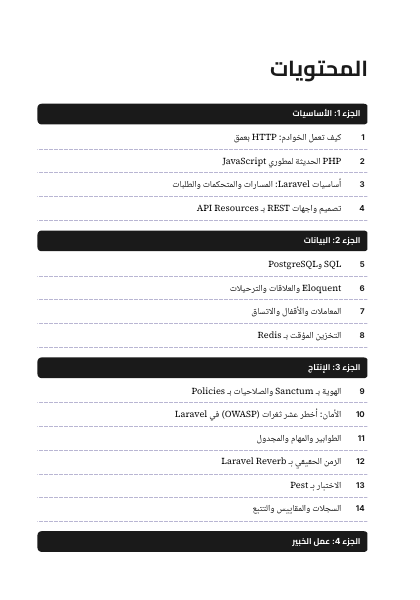 المحتويات
الجزء 1: الأساسيات
1 كيف تعمل الخوادم: HTTP بعمق
2 PHP الحديثة لمطوري JavaScript
3 أساسيات Laravel: المسارات والمتحكمات والطلبات
4 تصميم واجهات REST بـ API Resources
الجزء 2: البيانات
5 SQL وPostgreSQL
6 Eloquent والعلاقات والترحيلات
7 المعاملات والأقفال والاتساق
8 التخزين المؤقت بـ Redis
الجزء 3: الإنتاج
9 الهوية بـ Sanctum والصلاحيات بـ Policies
10 الأمان: أخطر عشر ثغرات (OWASP) في Laravel
11 الطوابير والمهام والمجدول
12 الزمن الحقيقي بـ Laravel Reverb
13 الاختبار بـ Pest
14 السجلات والمقاييس والتتبع
الجزء 4: عمل الخبير